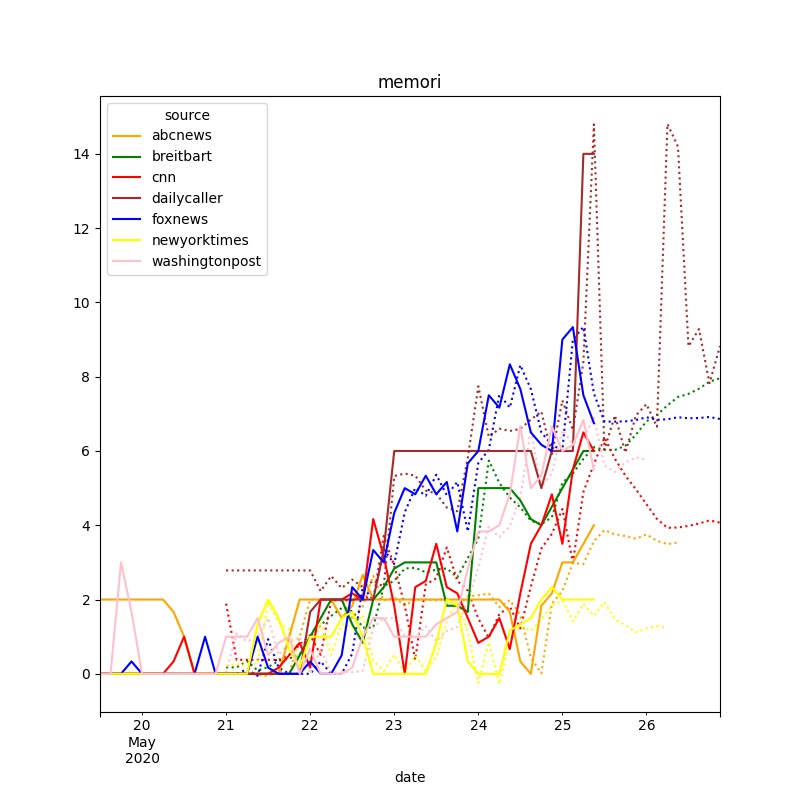 memori
source
abcnews
breitbart
cnn
dailycaller
foxnews
newyorktimes
washingtonpost
14
12
10
8
6
4
2
0
20 21 22 23 24 25 26
May
2020
date